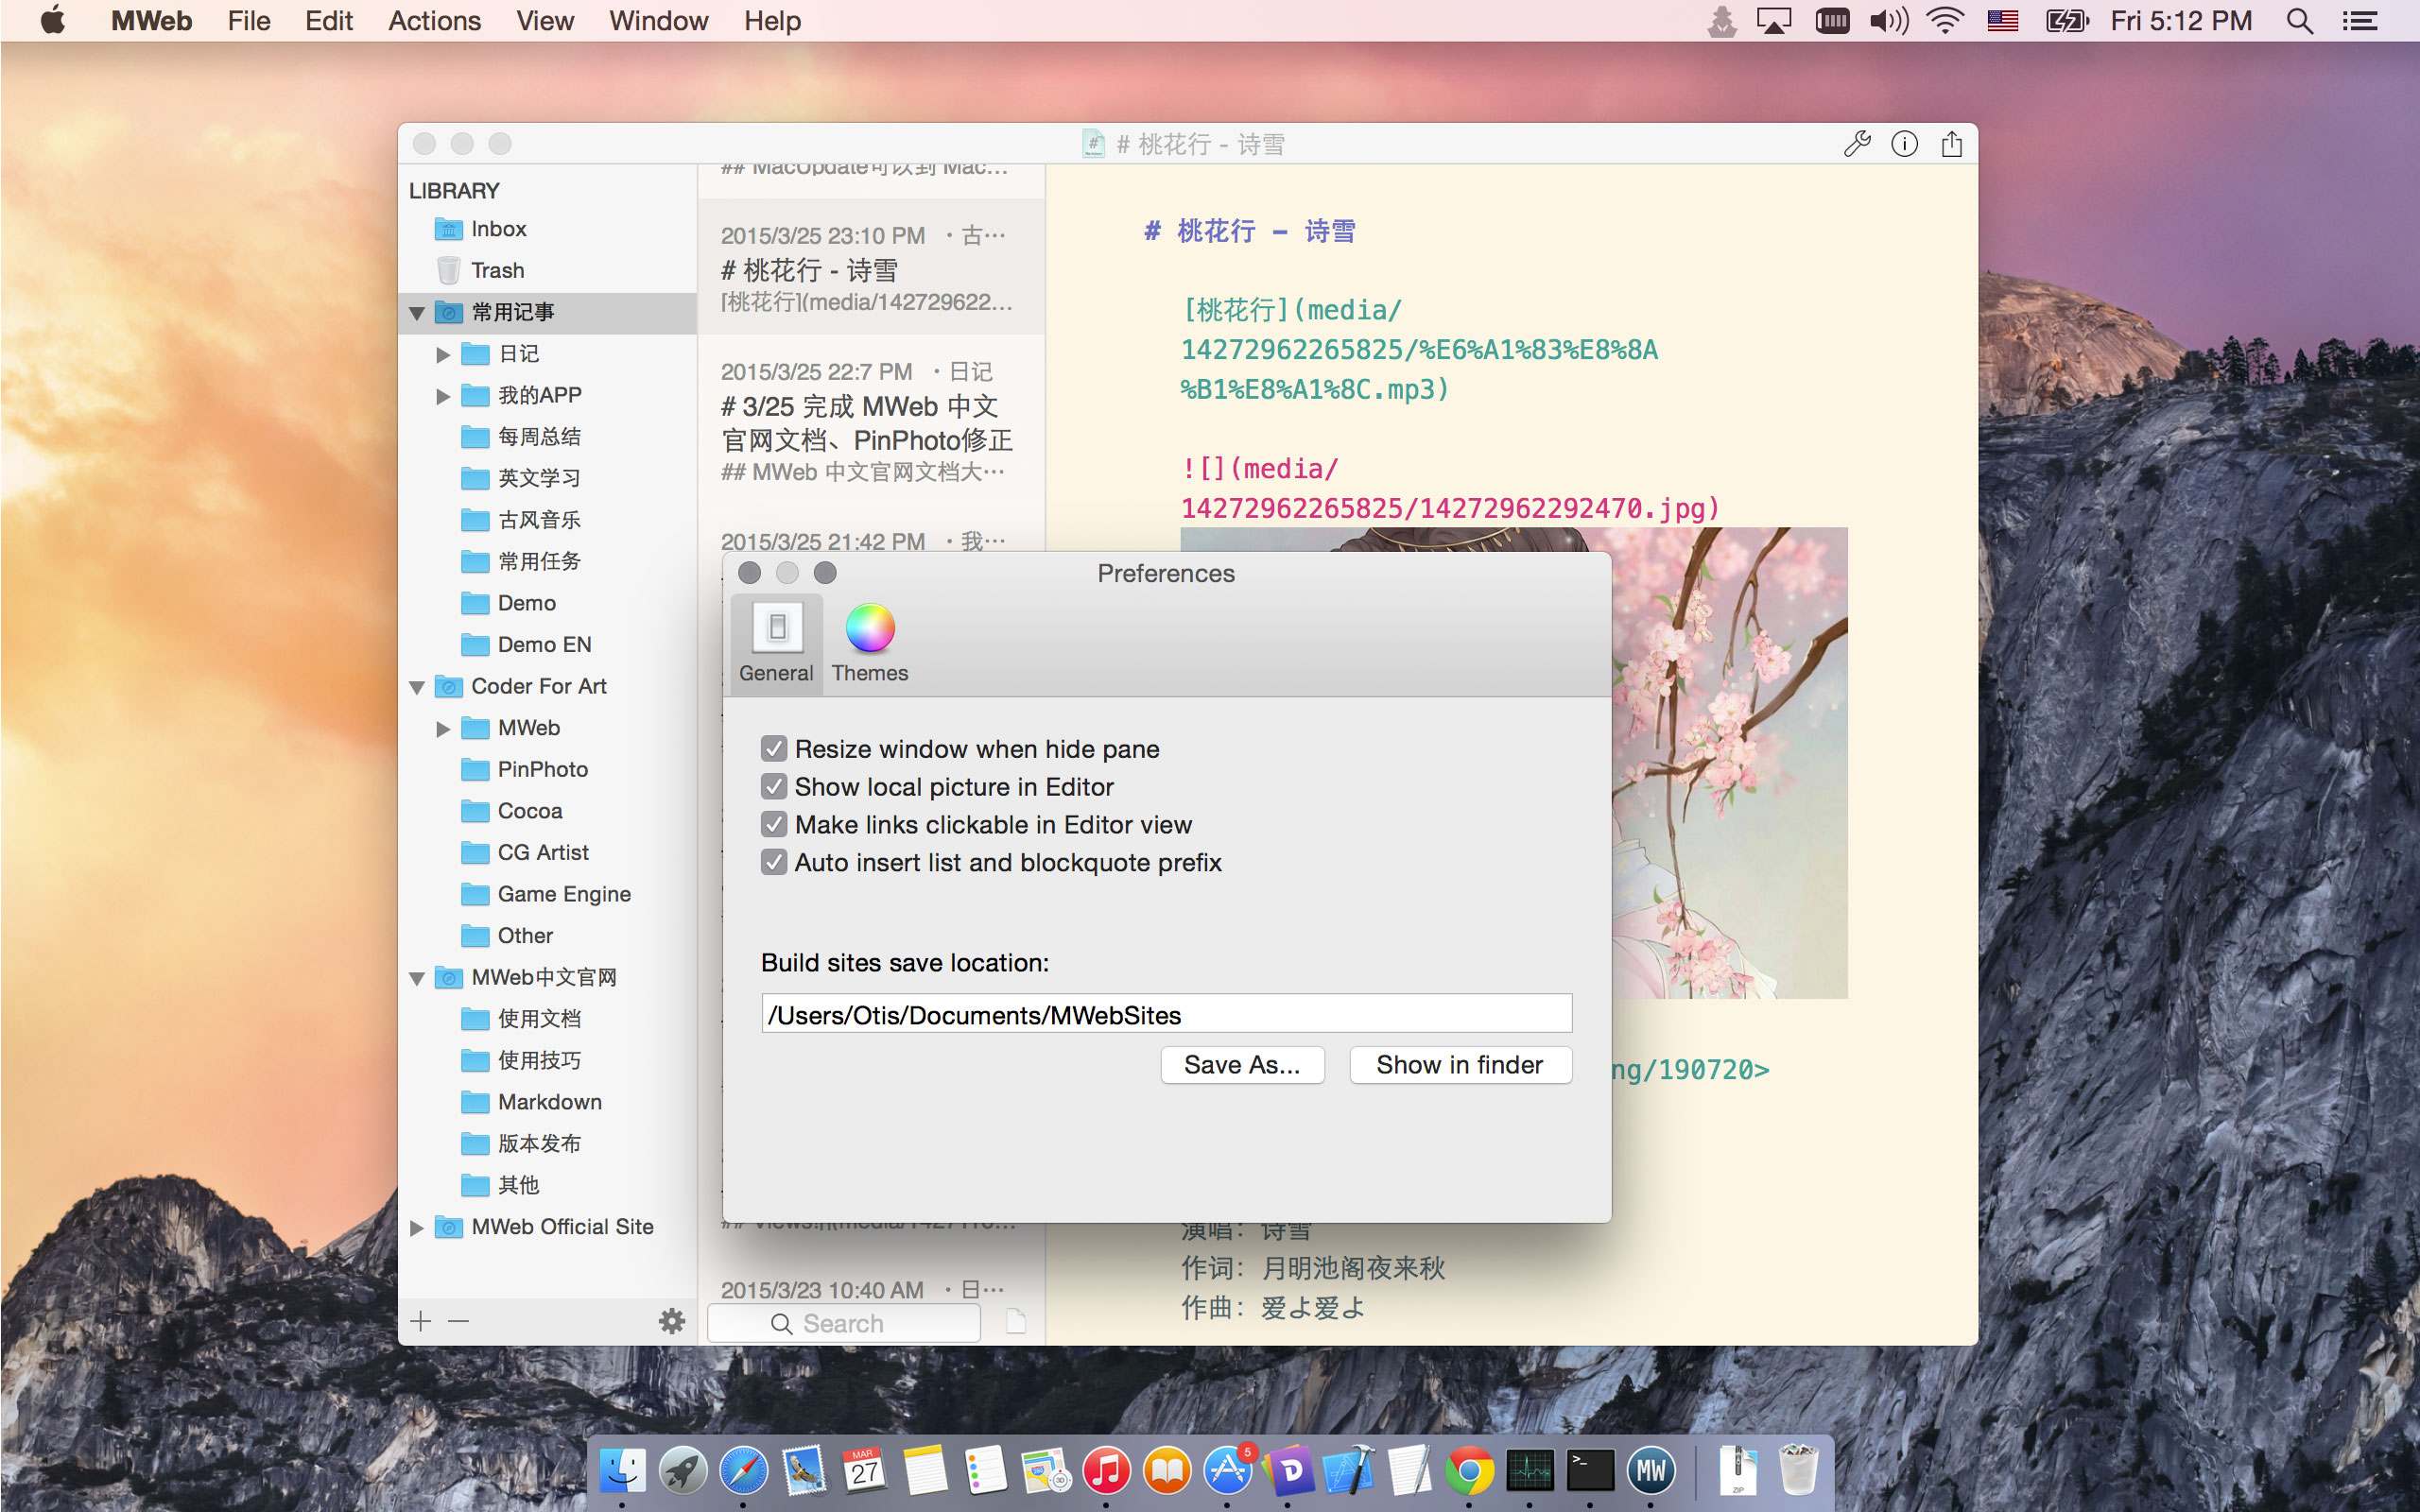 MWeb File Edit Actions View Window Help Fri 5:12 PM
# 桃花行 - 诗雪
LIBRARY
Inbox
Trash
常用记事
日记
我的APP
每周总结
英文学习
古风音乐
常用任务
Demo
Demo EN
Coder For Art
MWeb
PinPhoto
Cocoa
CG Artist
Game Engine
Other
MWeb中文官网
使用文档
使用技巧
Markdown
版本发布
其他
MWeb Official Site
## MacUpdate可以到 Mac...
2015/3/25 23:10 PM ・古…
# 桃花行 - 诗雪
[桃花行](media/142729622...
2015/3/25 22:7 PM ・日记
# 3/25 完成 MWeb 中文
官网文档、PinPhoto修正
## MWeb 中文官网文档大…
2015/3/25 21:42 PM ・我…
2015/3/23 10:40 AM ・日…
Search
# 桃花行 - 诗雪
[桃花行](media/
14272962265825/%E6%A1%83%E8%8A
%B1%E8%A1%8C.mp3)
![](media/
14272962265825/14272962292470.jpg)
ng/190720>
演唱: 诗雪
作词: 月明池阁夜来秋
作曲: 爱よ爱よ
Preferences
General Themes
Resize window when hide pane
Show local picture in Editor
Make links clickable in Editor view
Auto insert list and blockquote prefix
Build sites save location:
/Users/Otis/Documents/MWebSites
Save As...
Show in finder
MAR
27
3D
5
D
>_
MW
ZIP